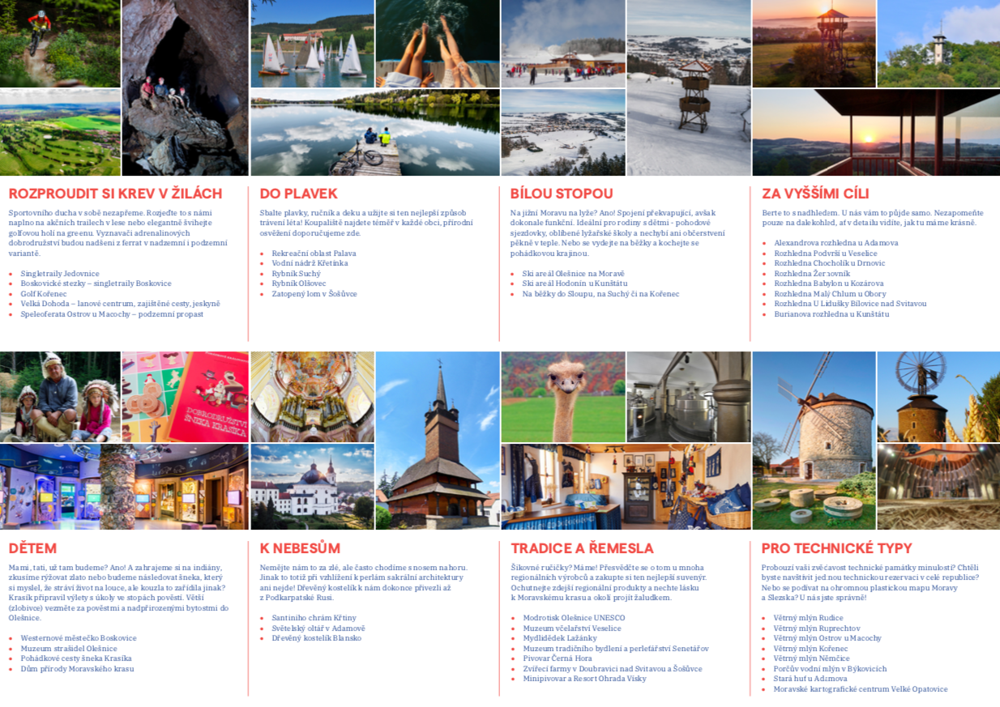 ROZPROUDIT SI KREV V ŽILÁCH
Sportovního ducha v sobě nezapřeme. Rozjeďte to s námi
naplno na akčních trailech v lese nebo elegantně švihejte
golfovou holí na greenu. Vyznavači adrenalinových
dobrodružství budou nadšeni z ferrat v nadzemní i podzemní
variantě.
• Singletraily Jedovnice
• Boskovické stezky – singletraily Boskovice
• Golf Kořenec
• Velká Dohoda – lanové centrum, zajištěné cesty, jeskyně
• Speleoferata Ostrov u Macochy – podzemní propast
DO PLAVEK
Sbalte plavky, ručník a deku a užijte si ten nejlepší způsob
trávení léta! Koupaliště najdete téměř v každé obci, přírodní
osvěžení doporučujeme zde.
• Rekreační oblast Palava
• Vodní nádrž Křetínka
• Rybník Suchý
• Rybník Olšovec
• Zatopený lom v Šošůvce
BÍLOU STOPOU
Na jižní Moravu na lyže? Ano! Spojení překvapující, avšak
dokonale funkční. Ideální pro rodiny s dětmi - pohodové
sjezdovky, oblíbené lyžařské školy a nechybí ani občerstvení
pěkně v teple. Nebo se vydejte na běžky a kochejte se
pohádkovou krajinou.
• Ski areál Olešnice na Moravě
• Ski areál Hodonín u Kunštátu
• Na běžky do Sloupu, na Suchý či na Kořenec
ZA VYŠŠÍMI CÍLI
Berte to s nadhledem. U nás vám to půjde samo. Nezapomeňte
pouze na dalekohled, ať v detailu vidíte, jak tu máme krásně.
• Alexandrova rozhledna u Adamova
• Rozhledna Podvrší u Veselice
• Rozhledna Chocholík u Drnovic
• Rozhledna Žernovník
• Rozhledna Babylon u Kozárova
• Rozhledna Malý Chlum u Obory
• Rozhledna U Lidušky Bílovice nad Svitavou
• Burianova rozhledna u Kunštátu
DOBRODRUŽSTVÍ
ŠNEKA KRASÍKA
DĚTEM
Mami, tati, už tam budeme? Ano! A zahrajeme si na indiány,
zkusíme rýžovat zlato nebo budeme následovat šneka, který
si myslel, že stráví život na louce, ale kouzlo to zařídila jinak?
Krasík připravil výlety s úkoly ve stopách pověstí. Větší
(zlobivce) vezměte za pověstmi a nadpřirozenými bytostmi do
Olešnice.
• Westernové městečko Boskovice
• Muzeum strašidel Olešnice
• Pohádkové cesty šneka Krasíka
• Dům přírody Moravského krasu
K NEBESŮM
Nemějte nám to za zlé, ale často chodíme s nosem nahoru.
Jinak to totiž při vzhlížení k perlám sakrální architektury
ani nejde! Dřevěný kostelík k nám dokonce přivezli až
z Podkarpatské Rusi.
• Santiniho chrám Křtiny
• Světelský oltář v Adamově
• Dřevěný kostelík Blansko
TRADICE A ŘEMESLA
Šikovné ručičky? Máme! Přesvědčte se o tom u mnoha
regionálních výrobců a zakupte si ten nejlepší suvenýr.
Ochutnejte zdejší regionální produkty a nechte lásku
k Moravskému krasu a okolí projít žaludkem.
• Modrotisk Olešnice UNESCO
• Muzeum včelařství Veselice
• Mydlidědek Lažánky
• Muzeum tradičního bydlení a perleťářství Senetářov
• Pivovar Černá Hora
• Zvířecí farmy v Doubravici nad Svitavou a Šošůvce
• Minipivovar a Resort Ohrada Vísky
PRO TECHNICKÉ TYPY
Probouzí vaši zvědavost technické památky minulosti? Chtěli
byste navštívit jednou technickou rezervaci v celé republice?
Nebo se podívat na ohromnou plastickou mapu Moravy
a Slezska? U nás jste správně!
• Větrný mlýn Rudice
• Větrný mlýn Ruprechtov
• Větrný mlýn Ostrov u Macochy
• Větrný mlýn Kořenec
• Větrný mlýn Němčice
• Porčův vodní mlýn v Býkovicích
• Stará huť u Adamova
• Moravské kartografické centrum Velké Opatovice